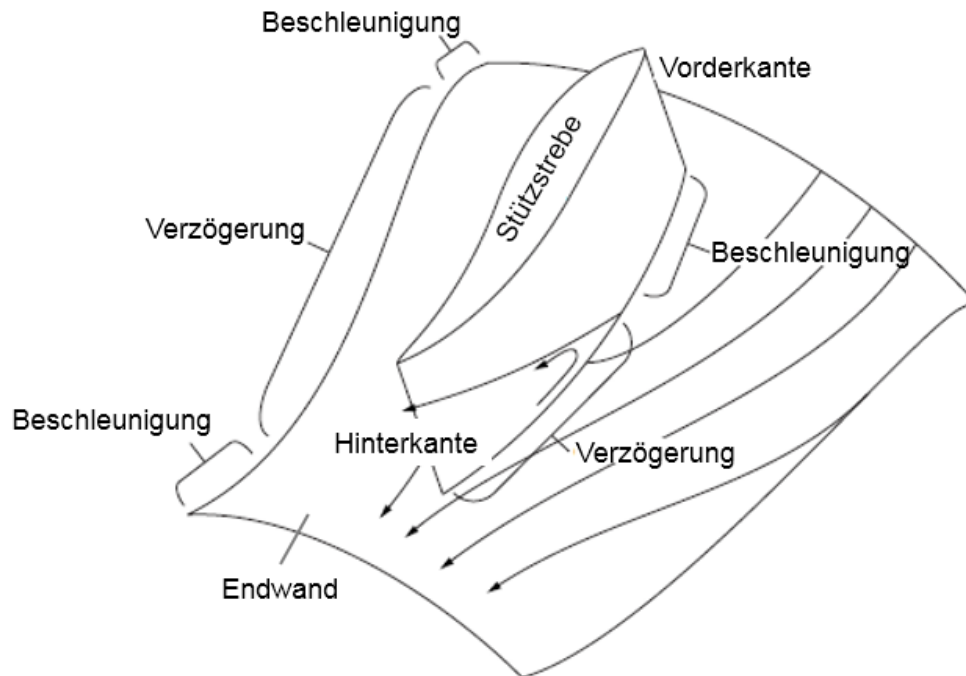 Beschleunigung
Vorderkante
Stützstrebe
Verzögerung
Beschleunigung
Beschleunigung
Hinterkante
Verzögerung
Endwand